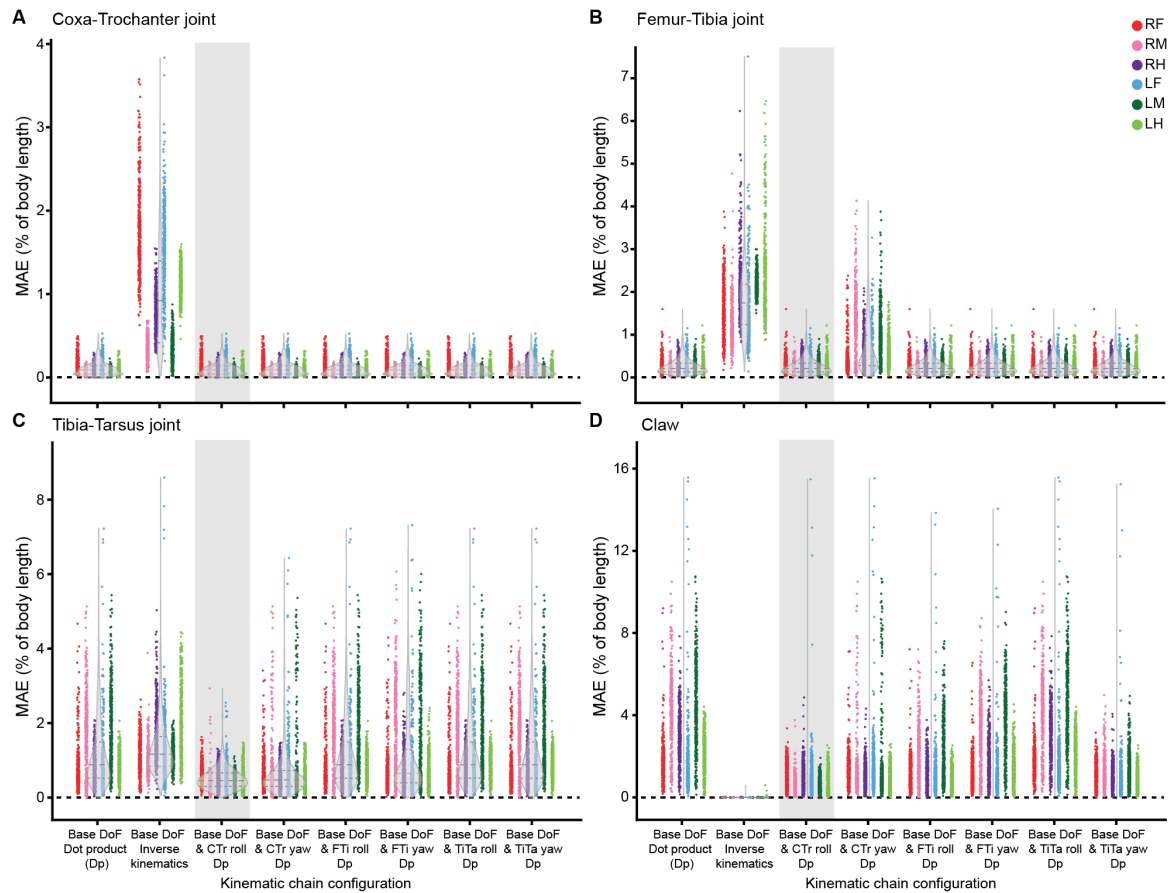 A
Coxa-Trochanter joint
MAE (% of body length)
4
3
2
1
0
B
Femur-Tibia joint
MAE (% of body length)
7
6
5
4
3
2
1
0
RF
RM
RH
LF
LM
LH
C
Tibia-Tarsus joint
MAE (% of body length)
8
6
4
2
0
Base DoF Base DoF Base DoF Base DoF Base DoF Base DoF Base DoF Base DoF
Dot product Inverse & CTr roll & CTr yaw & FTi roll & FTi yaw & TiTa roll & TiTa yaw
(Dp) kinematics Dp Dp Dp Dp Dp Dp
Kinematic chain configuration
D
Claw
MAE (% of body length)
16
12
8
4
0
Base DoF Base DoF Base DoF Base DoF Base DoF Base DoF Base DoF Base DoF
Dot product Inverse & CTr roll & CTr yaw & FTi roll & FTi yaw & TiTa roll & TiTa yaw
(Dp) kinematics Dp Dp Dp Dp Dp Dp
Kinematic chain configuration